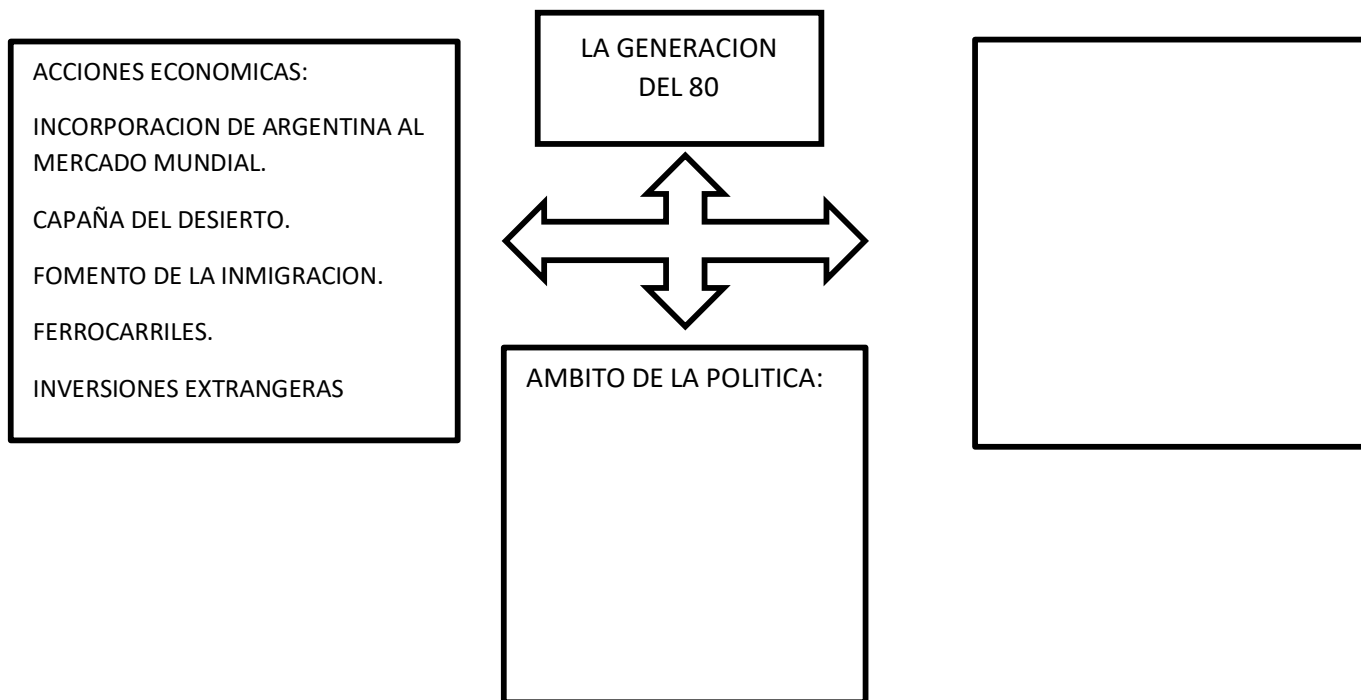 LA GENERACION
DEL 80
ACCIONES ECONOMICAS:
INCORPORACION DE ARGENTINA AL
MERCADO MUNDIAL.
CAPAÑA DEL DESIERTO.
FOMENTO DE LA INMIGRACION.
FERROCARRILES.
INVERSIONES EXTRANGERAS
AMBITO DE LA POLITICA: